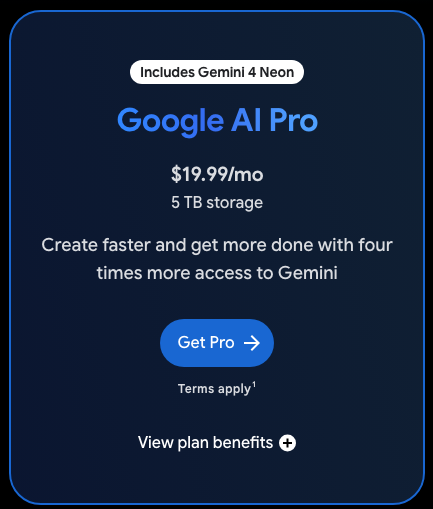 Includes Gemini 4 Neon
Google AI Pro
$19.99/mo
5 TB storage
Create faster and get more done with four
times more access to Gemini
Get Pro →
Terms apply¹
View plan benefits